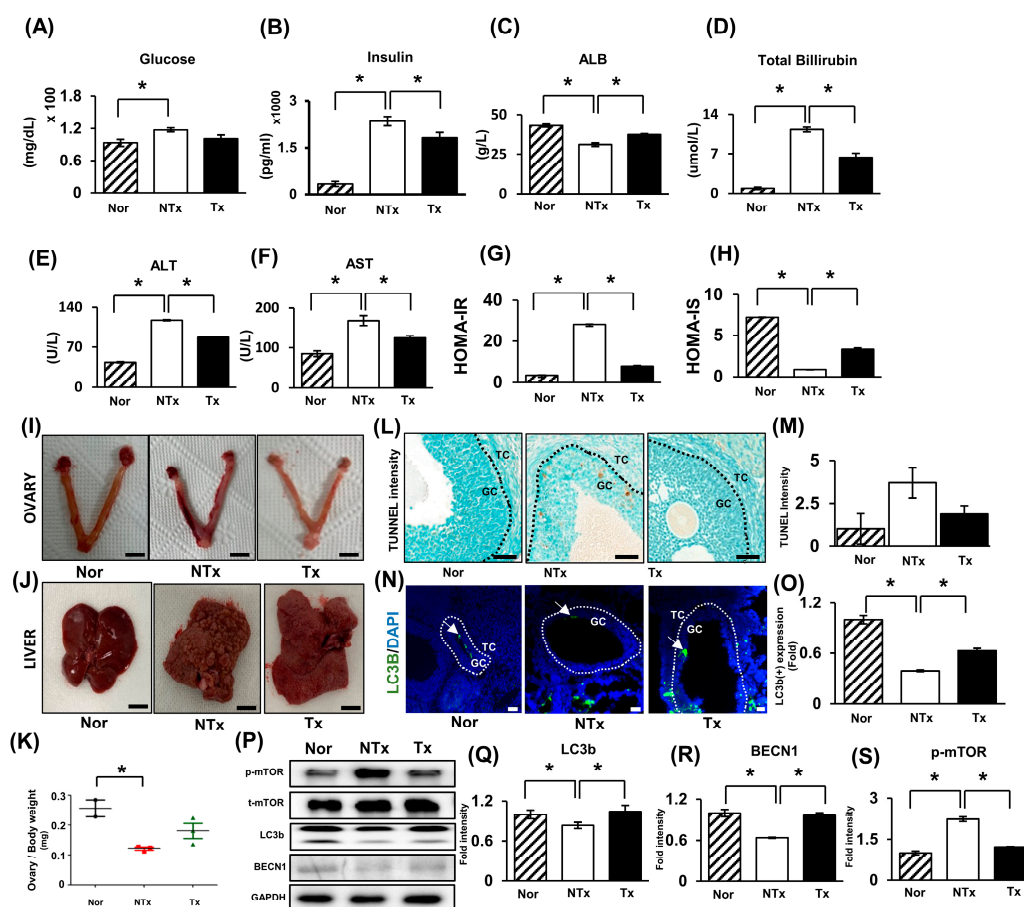 (A)
Glucose
*
x 100
(mg/dL)
1.8
1.2
0.6
0
Nor NTx Tx
(B)
Insulin
* *
x1000
(pg/ml)
3
1.5
0
Nor NTx Tx
(C)
ALB
* *
(g/L)
50
25
0
Nor NTx Tx
(D)
Total Billirubin
* *
(umol/L)
14
7
0
Nor NTx Tx
(E)
ALT
* *
(U/L)
140
70
0
Nor NTx Tx
(F)
AST
* *
(U/L)
200
100
0
Nor NTx Tx
(G)
* *
HOMA-IR
40
20
0
Nor NTx Tx
(H)
* *
HOMA-IS
10
5
0
Nor NTx Tx
(I)
OVARY
Nor NTx Tx
(J)
LIVER
Nor NTx Tx
(K)
*
Ovary / Body weight
(mg)
0.3
0.2
0.1
0
Nor NTx Tx
(L)
TUNNEL intensity
TC GC
TC GC
TC GC
Nor NTx Tx
(M)
TUNEL Intensity
5
2.5
0
Nor NTx Tx
(N)
LC3B/DAPI
TC GC
TC GC
TC GC
Nor NTx Tx
(O)
* *
LC3b(+) expression
(Fold)
1.2
0.6
0
Nor NTx Tx
(P)
Nor NTx Tx
p-mTOR
t-mTOR
LC3b
BECN1
GAPDH
(Q)
LC3b
* *
Fold intensity
1.2
0.6
0
Nor NTx Tx
(R)
BECN1
* *
Fold intensity
1.2
0.6
0
Nor NTx Tx
(S)
p-mTOR
* *
Fold intensity
3
2
1
0
Nor NTx Tx